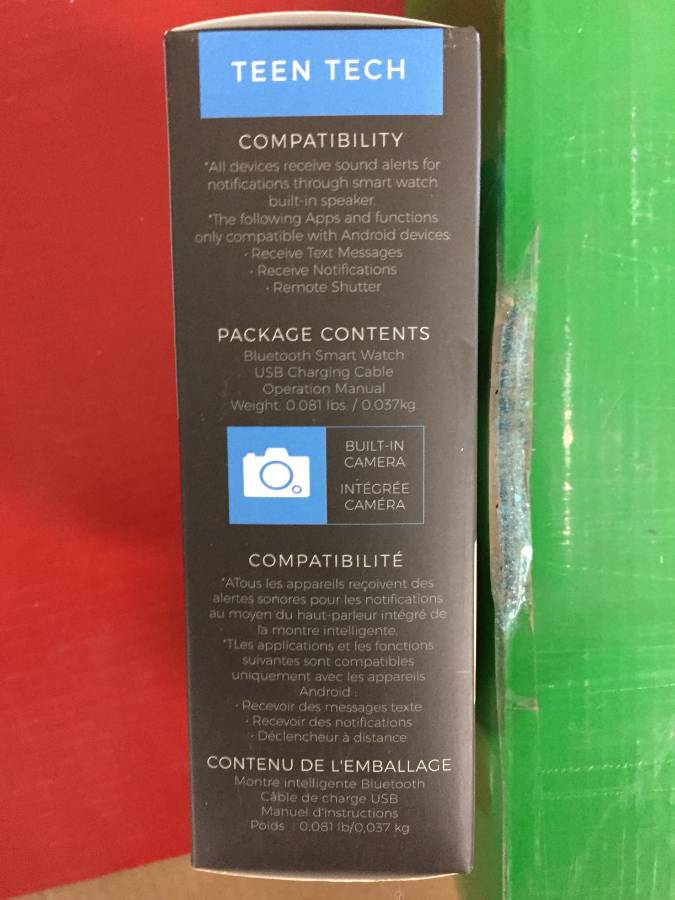 TEEN TECH
COMPATIBILITY
*All devices receive sound alerts for
notifications through smart watch
built-in speaker.
*The following Apps and functions
only compatible with Android devices:
• Receive Text Messages
• Receive Notifications
• Remote Shutter
PACKAGE CONTENTS
Bluetooth Smart Watch
USB Charging Cable
Operation Manual
Weight: 0.081 lbs. / 0.037kg.
BUILT-IN
CAMERA
INTÉGRÉE
CAMÉRA
COMPATIBILITÉ
*ATous les appareils reçoivent des
alertes sonores pour les notifications
au moyen du haut-parleur intégré de
la montre intelligente.
*TLes applications et les fonctions
suivantes sont compatibles
uniquement avec les appareils
Android :
• Recevoir des messages texte
• Recevoir des notifications
• Déclencheur à distance
CONTENU DE L'EMBALLAGE
Montre intelligente Bluetooth
Câble de charge USB
Manuel d'instructions
Poids : 0,081 lb/0,037 kg